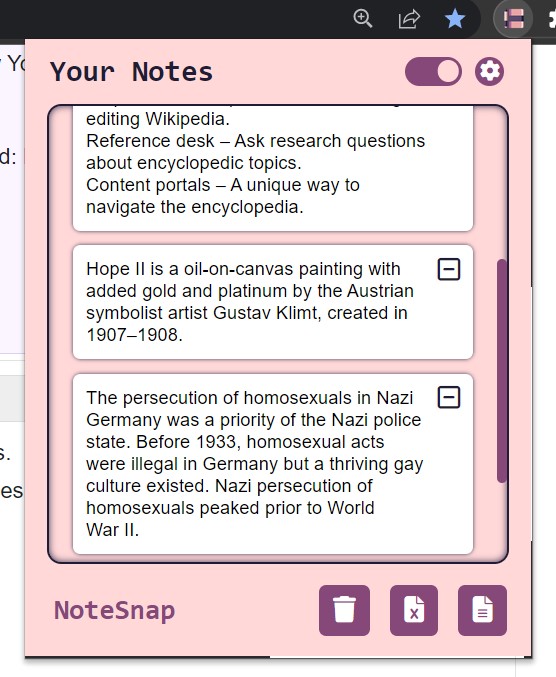 Your Notes
editing Wikipedia.
Reference desk – Ask research questions
about encyclopedic topics.
Content portals – A unique way to
navigate the encyclopedia.
Hope II is a oil-on-canvas painting with
added gold and platinum by the Austrian
symbolist artist Gustav Klimt, created in
1907–1908.
The persecution of homosexuals in Nazi
Germany was a priority of the Nazi police
state. Before 1933, homosexual acts
were illegal in Germany but a thriving gay
culture existed. Nazi persecution of
homosexuals peaked prior to World
War II.
NoteSnap
X